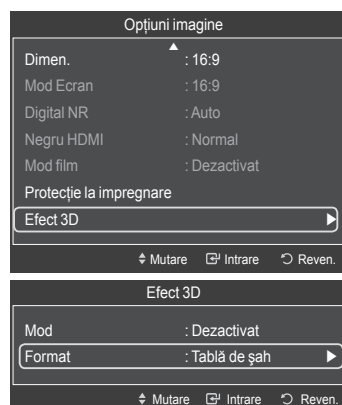 Opțiuni imagine
Dimen. : 16:9
Mod Ecran : 16:9
Digital NR : Auto
Negru HDMI : Normal
Mod film : Dezactivat
Protecție la impregnare
Efect 3D
Mutare Intrare Reven.
Efect 3D
Mod : Dezactivat
Format : Tablă de şah
Mutare Intrare Reven.